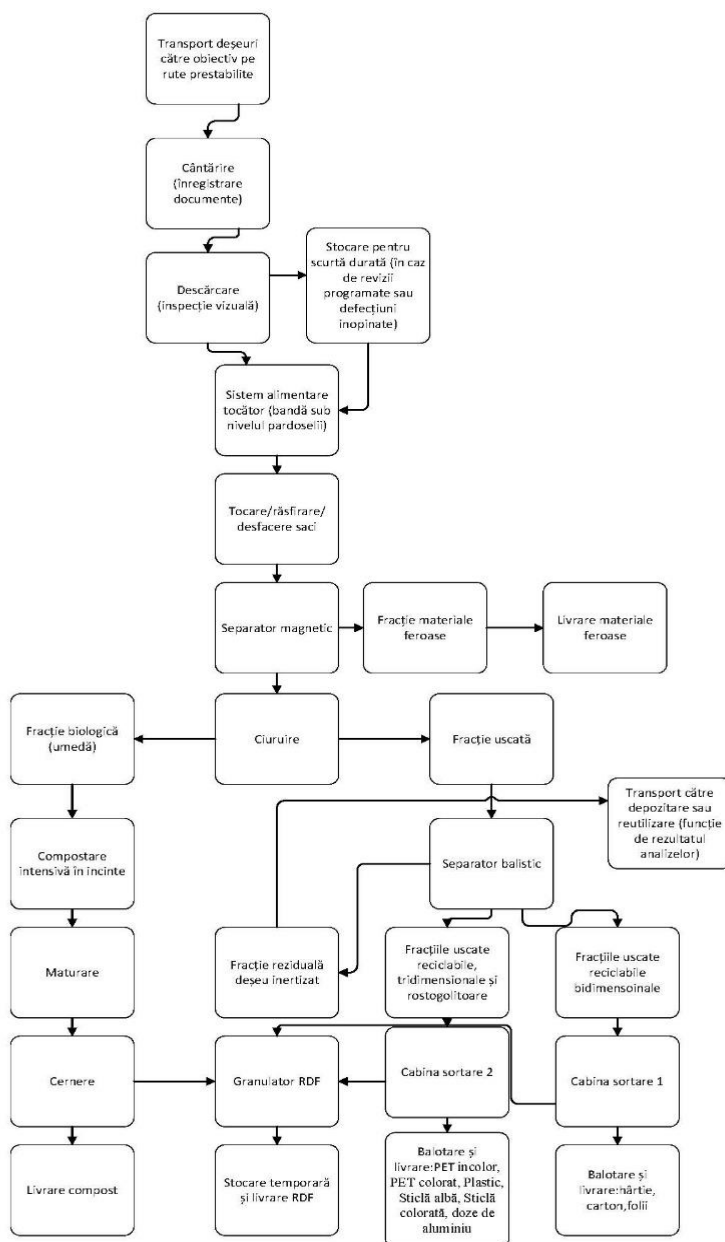 Transport deșeuri
către obiectiv pe
rute prestabilite
Cântărire
(înregistrare
documente)
Descărcare
(inspecție vizuală)
Stocare pentru
scurtă durată (în caz
de revizii
programate sau
defecțiuni
inopinate)
Sistem alimentare
tocător (bandă sub
nivelul pardoselii)
Tocare/răsfirare/
desfacere saci
Separator magnetic
Fracție materiale
feroase
Livrare materiale
feroase
Fracție biologică
(umedă)
Ciuruire
Fracție uscată
Transport către
depozitare sau
reutilizare (funcție
de rezultatul
analizelor)
Compostare
intensivă în incinte
Separator balistic
Maturare
Fracție reziduală
deșeu inertizat
Fracțiile uscate
reciclabile,
tridimensionale și
rostogolitoare
Fracțiile uscate
reciclabile
bidimensoinale
Cernere
Granulator RDF
Cabina sortare 2
Cabina sortare 1
Livrare compost
Stocare temporară
și livrare RDF
Balotare și
livrare:PET incolor,
PET colorat, Plastic,
Sticlă albă, Sticlă
colorată, doze de
aluminiu
Balotare și
livrare:hârtie,
carton,folii